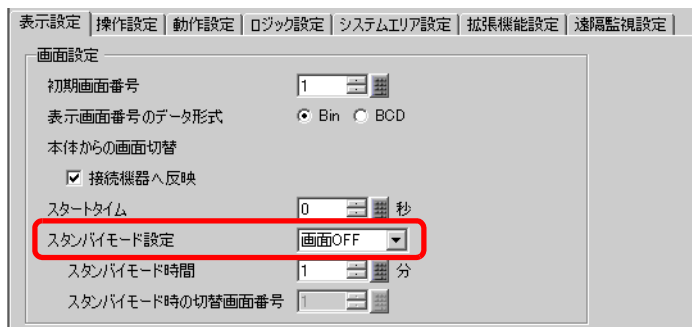 表示設定 操作設定 動作設定 ロジック設定 システムエリア設定 拡張機能設定 遠隔監視設定
画面設定
初期画面番号 1
表示画面番号のデータ形式 Bin BCD
本体からの画面切替
接続機器へ反映
スタートタイム 0 秒
スタンバイモード設定 画面OFF
スタンバイモード時間 1 分
スタンバイモード時の切替画面番号 1